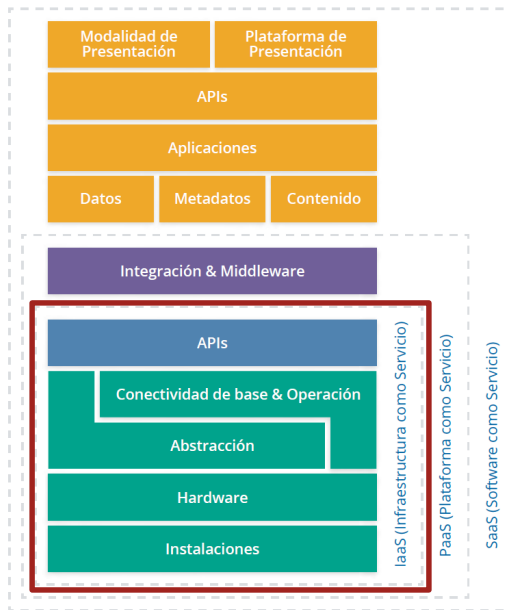 Modalidad de
Presentación
Plataforma de
Presentación
APIs
Aplicaciones
Datos
Metadatos
Contenido
Integración & Middleware
APIs
Conectividad de base & Operación
Abstracción
Hardware
Instalaciones
IaaS (Infraestructura como Servicio)
PaaS (Plataforma como Servicio)
SaaS (Software como Servicio)